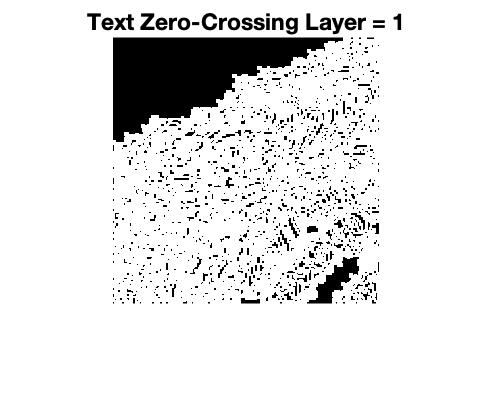 Text Zero-Crossing Layer = 1